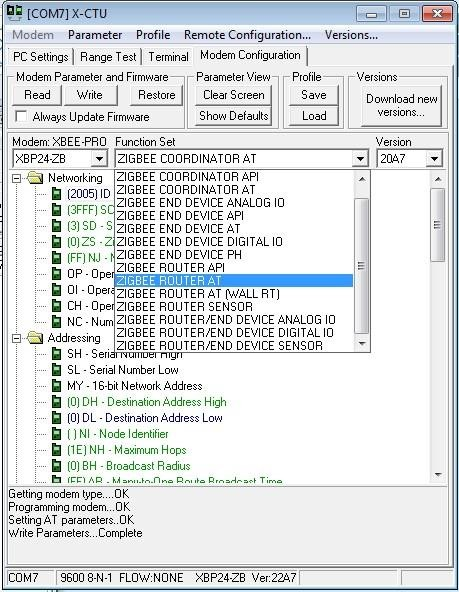 [COM7] X-CTU
Modem Parameter Profile Remote Configuration... Versions...
PC Settings Range Test Terminal Modem Configuration
Modem Parameter and Firmware Parameter View Profile Versions
Read Write Restore Clear Screen Save Download new
versions...
Always Update Firmware Show Defaults Load
Modem: XBEE-PRO Function Set Version
XBP24-ZB ZIGBEE COORDINATOR AT 20A7
ZIGBEE COORDINATOR API
ZIGBEE COORDINATOR AT
ZIGBEE END DEVICE ANALOG IO
ZIGBEE END DEVICE API
ZIGBEE END DEVICE AT
ZIGBEE END DEVICE DIGITAL IO
ZIGBEE END DEVICE PH
ZIGBEE ROUTER API
ZIGBEE ROUTER AT
ZIGBEE ROUTER AT (WALL RT)
ZIGBEE ROUTER SENSOR
ZIGBEE ROUTER/END DEVICE ANALOG IO
ZIGBEE ROUTER/END DEVICE DIGITAL IO
ZIGBEE ROUTER/END DEVICE SENSOR
Networking
(2005) ID
(3FFF) SC
(3) SD - S
(0) ZS - Zi
(FF) NJ - N
OP - Oper
OI - Opera
CH - Oper
NC - Num
Addressing
SH - Serial Number High
SL - Serial Number Low
MY - 16-bit Network Address
(0) DH - Destination Address High
(0) DL - Destination Address Low
( ) NI - Node Identifier
(1E) NH - Maximum Hops
(0) BH - Broadcast Radius
(FF) AR - Many-to-One Route Broadcast Time
Getting modem type....OK
Programming modem...OK
Setting AT parameters..OK
Write Parameters...Complete
COM7 9600 8-N-1 FLOW:NONE XBP24-ZB Ver:22A7